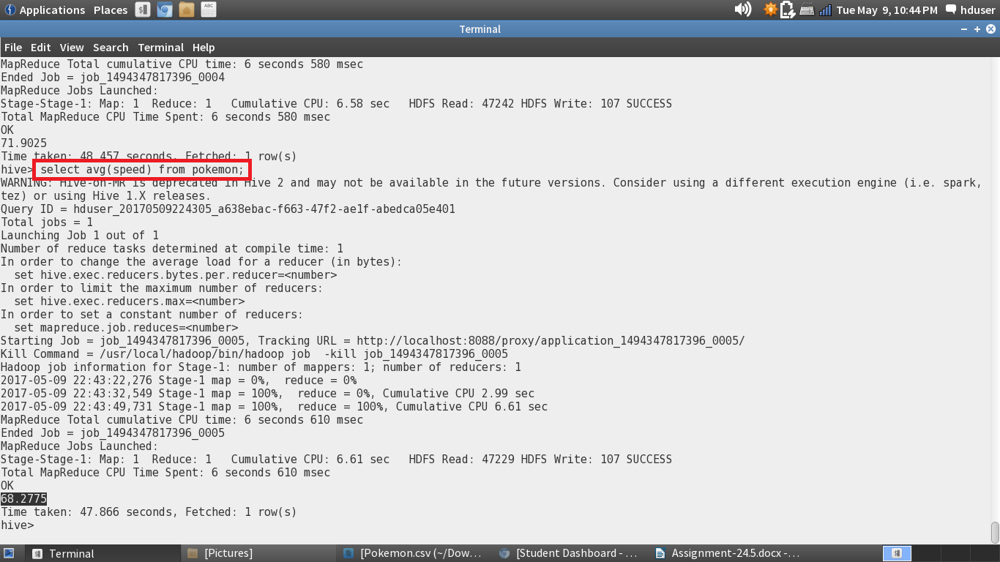 Applications Places Tue May 9, 10:44 PM hduser
Terminal
File Edit View Search Terminal Help
MapReduce Total cumulative CPU time: 6 seconds 580 msec
Ended Job = job_1494347817396_0004
MapReduce Jobs Launched:
Stage-Stage-1: Map: 1  Reduce: 1   Cumulative CPU: 6.58 sec   HDFS Read: 47242 HDFS Write: 107 SUCCESS
Total MapReduce CPU Time Spent: 6 seconds 580 msec
OK
71.9025
Time taken: 48.457 seconds, Fetched: 1 row(s)
hive> select avg(speed) from pokemon;
WARNING: Hive-on-MR is deprecated in Hive 2 and may not be available in the future versions. Consider using a different execution engine (i.e. spark,
tez) or using Hive 1.X releases.
Query ID = hduser_20170509224305_a638ebac-f663-47f2-ae1f-abedca05e401
Total jobs = 1
Launching Job 1 out of 1
Number of reduce tasks determined at compile time: 1
In order to change the average load for a reducer (in bytes):
  set hive.exec.reducers.bytes.per.reducer=<number>
In order to limit the maximum number of reducers:
  set hive.exec.reducers.max=<number>
In order to set a constant number of reducers:
  set mapreduce.job.reduces=<number>
Starting Job = job_1494347817396_0005, Tracking URL = http://localhost:8088/proxy/application_1494347817396_0005/
Kill Command = /usr/local/hadoop/bin/hadoop job  -kill job_1494347817396_0005
Hadoop job information for Stage-1: number of mappers: 1; number of reducers: 1
2017-05-09 22:43:22,276 Stage-1 map = 0%,  reduce = 0%
2017-05-09 22:43:32,549 Stage-1 map = 100%,  reduce = 0%, Cumulative CPU 2.99 sec
2017-05-09 22:43:49,731 Stage-1 map = 100%,  reduce = 100%, Cumulative CPU 6.61 sec
MapReduce Total cumulative CPU time: 6 seconds 610 msec
Ended Job = job_1494347817396_0005
MapReduce Jobs Launched:
Stage-Stage-1: Map: 1  Reduce: 1   Cumulative CPU: 6.61 sec   HDFS Read: 47229 HDFS Write: 107 SUCCESS
Total MapReduce CPU Time Spent: 6 seconds 610 msec
OK
68.2775
Time taken: 47.866 seconds, Fetched: 1 row(s)
hive>
Terminal [Pictures] [Pokemon.csv (~/Dow... [Student Dashboard - ... Assignment-24.5.docx -...